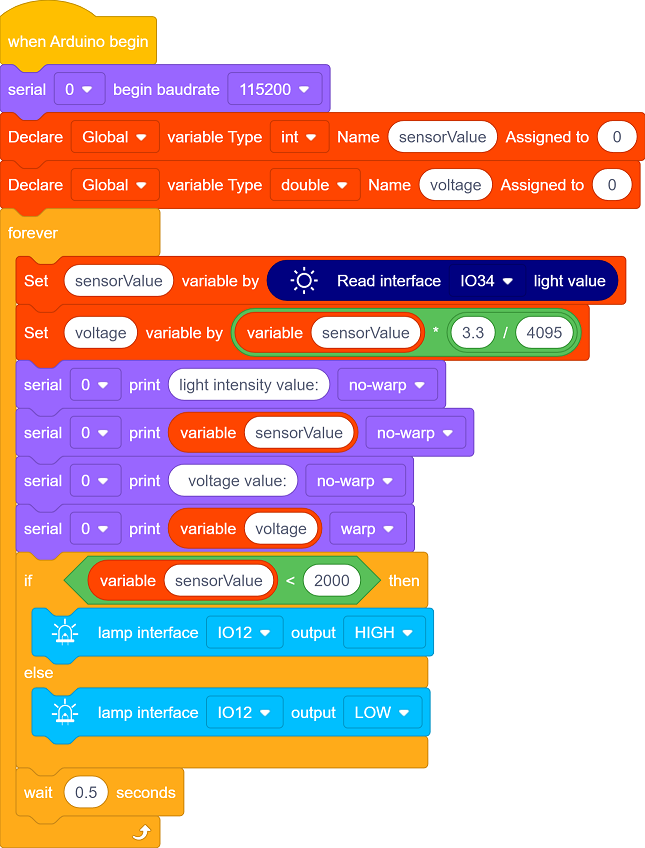 when Arduino begin
serial 0 begin baudrate 115200
Declare Global variable Type int Name sensorValue Assigned to 0
Declare Global variable Type double Name voltage Assigned to 0
forever
Set sensorValue variable by Read interface IO34 light value
Set voltage variable by variable sensorValue * 3.3 / 4095
serial 0 print light intensity value: no-warp
serial 0 print variable sensorValue no-warp
serial 0 print voltage value: no-warp
serial 0 print variable voltage warp
if variable sensorValue < 2000 then
lamp interface IO12 output HIGH
else
lamp interface IO12 output LOW
wait 0.5 seconds